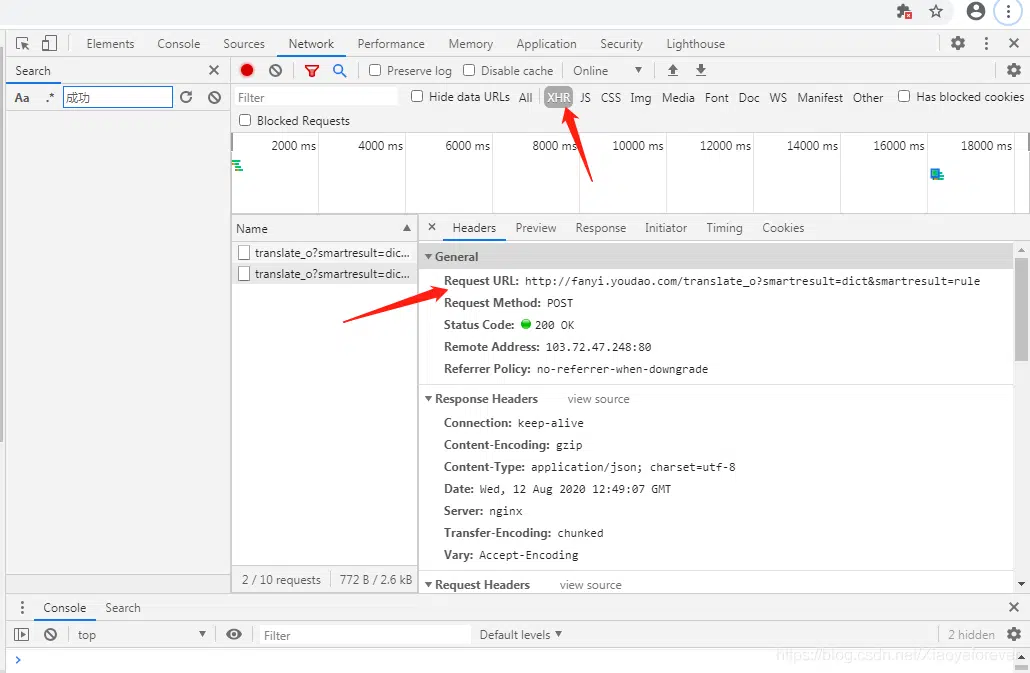 Elements Console Sources Network Performance Memory Application Security Lighthouse
Search
Preserve log Disable cache Online
Aa .* 成功
Filter Hide data URLs All XHR JS CSS Img Media Font Doc WS Manifest Other Has blocked cookies
Blocked Requests
2000 ms 4000 ms 6000 ms 8000 ms 10000 ms 12000 ms 14000 ms 16000 ms 18000 ms
Name
translate_o?smartresult=dic...
translate_o?smartresult=dic...
Headers Preview Response Initiator Timing Cookies
General
Request URL: http://fanyi.youdao.com/translate_o?smartresult=dict&smartresult=rule
Request Method: POST
Status Code: 200 OK
Remote Address: 103.72.47.248:80
Referrer Policy: no-referrer-when-downgrade
Response Headers view source
Connection: keep-alive
Content-Encoding: gzip
Content-Type: application/json; charset=utf-8
Date: Wed, 12 Aug 2020 12:49:07 GMT
Server: nginx
Transfer-Encoding: chunked
Vary: Accept-Encoding
Request Headers view source
2 / 10 requests 772 B / 2.6 kB
Console Search
top Filter Default levels 2 hidden
https://blog.csdn.net/Xiaoyeforever